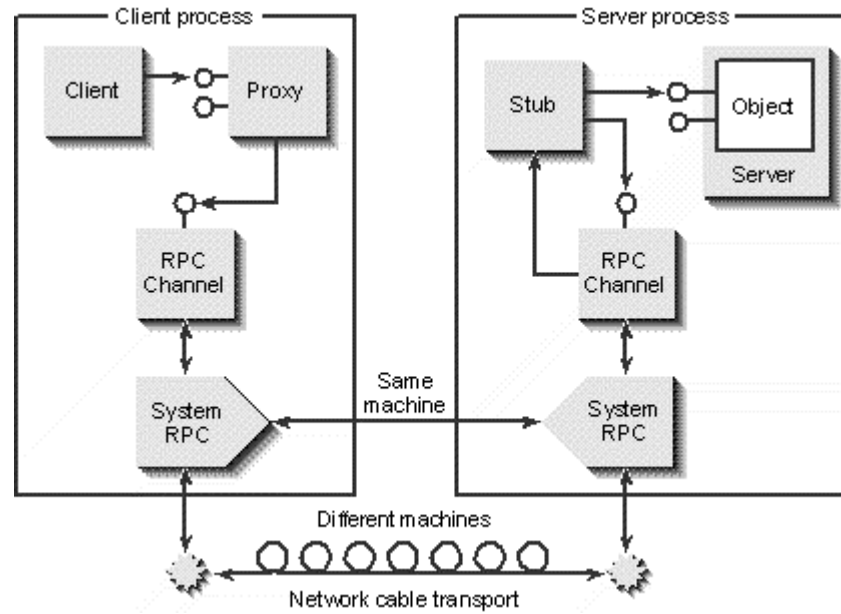 Client process
Server process
Client
Proxy
Stub
Object
Server
RPC
Channel
RPC
Channel
Same
machine
System
RPC
System
RPC
Different machines
Network cable transport